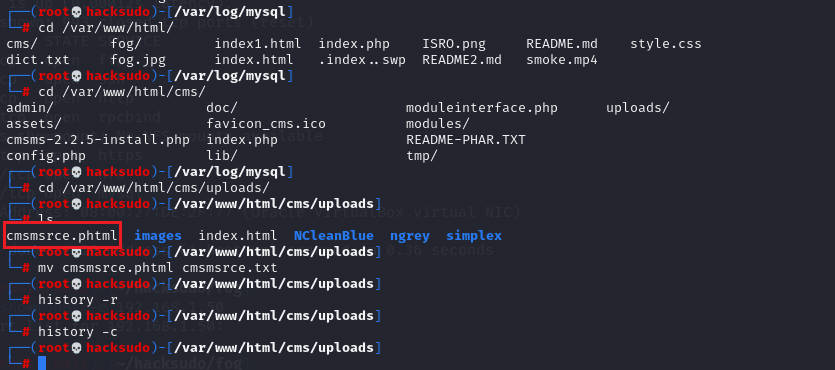 ┌──(root💀hacksudo)-[/var/log/mysql]
└─# cd /var/www/html/
cms/ fog/ index1.html index.php ISRO.png README.md style.css
dict.txt fog.jpg index.html .index..swp README2.md smoke.mp4
┌──(root💀hacksudo)-[/var/log/mysql]
└─# cd /var/www/html/cms/
admin/ doc/ moduleinterface.php uploads/
assets/ favicon_cms.ico modules/
cmsms-2.2.5-install.php index.php README-PHAR.TXT
config.php lib/ tmp/
┌──(root💀hacksudo)-[/var/log/mysql]
└─# cd /var/www/html/cms/uploads/
┌──(root💀hacksudo)-[/var/www/html/cms/uploads]
└─# ls
cmsmsrce.phtml images index.html NCleanBlue ngrey simplex
┌──(root💀hacksudo)-[/var/www/html/cms/uploads]
└─# mv cmsmsrce.phtml cmsmsrce.txt
┌──(root💀hacksudo)-[/var/www/html/cms/uploads]
└─# history -r
┌──(root💀hacksudo)-[/var/www/html/cms/uploads]
└─# history -c
┌──(root💀hacksudo)-[/var/www/html/cms/uploads]
└─#
~/hacksudo/fog